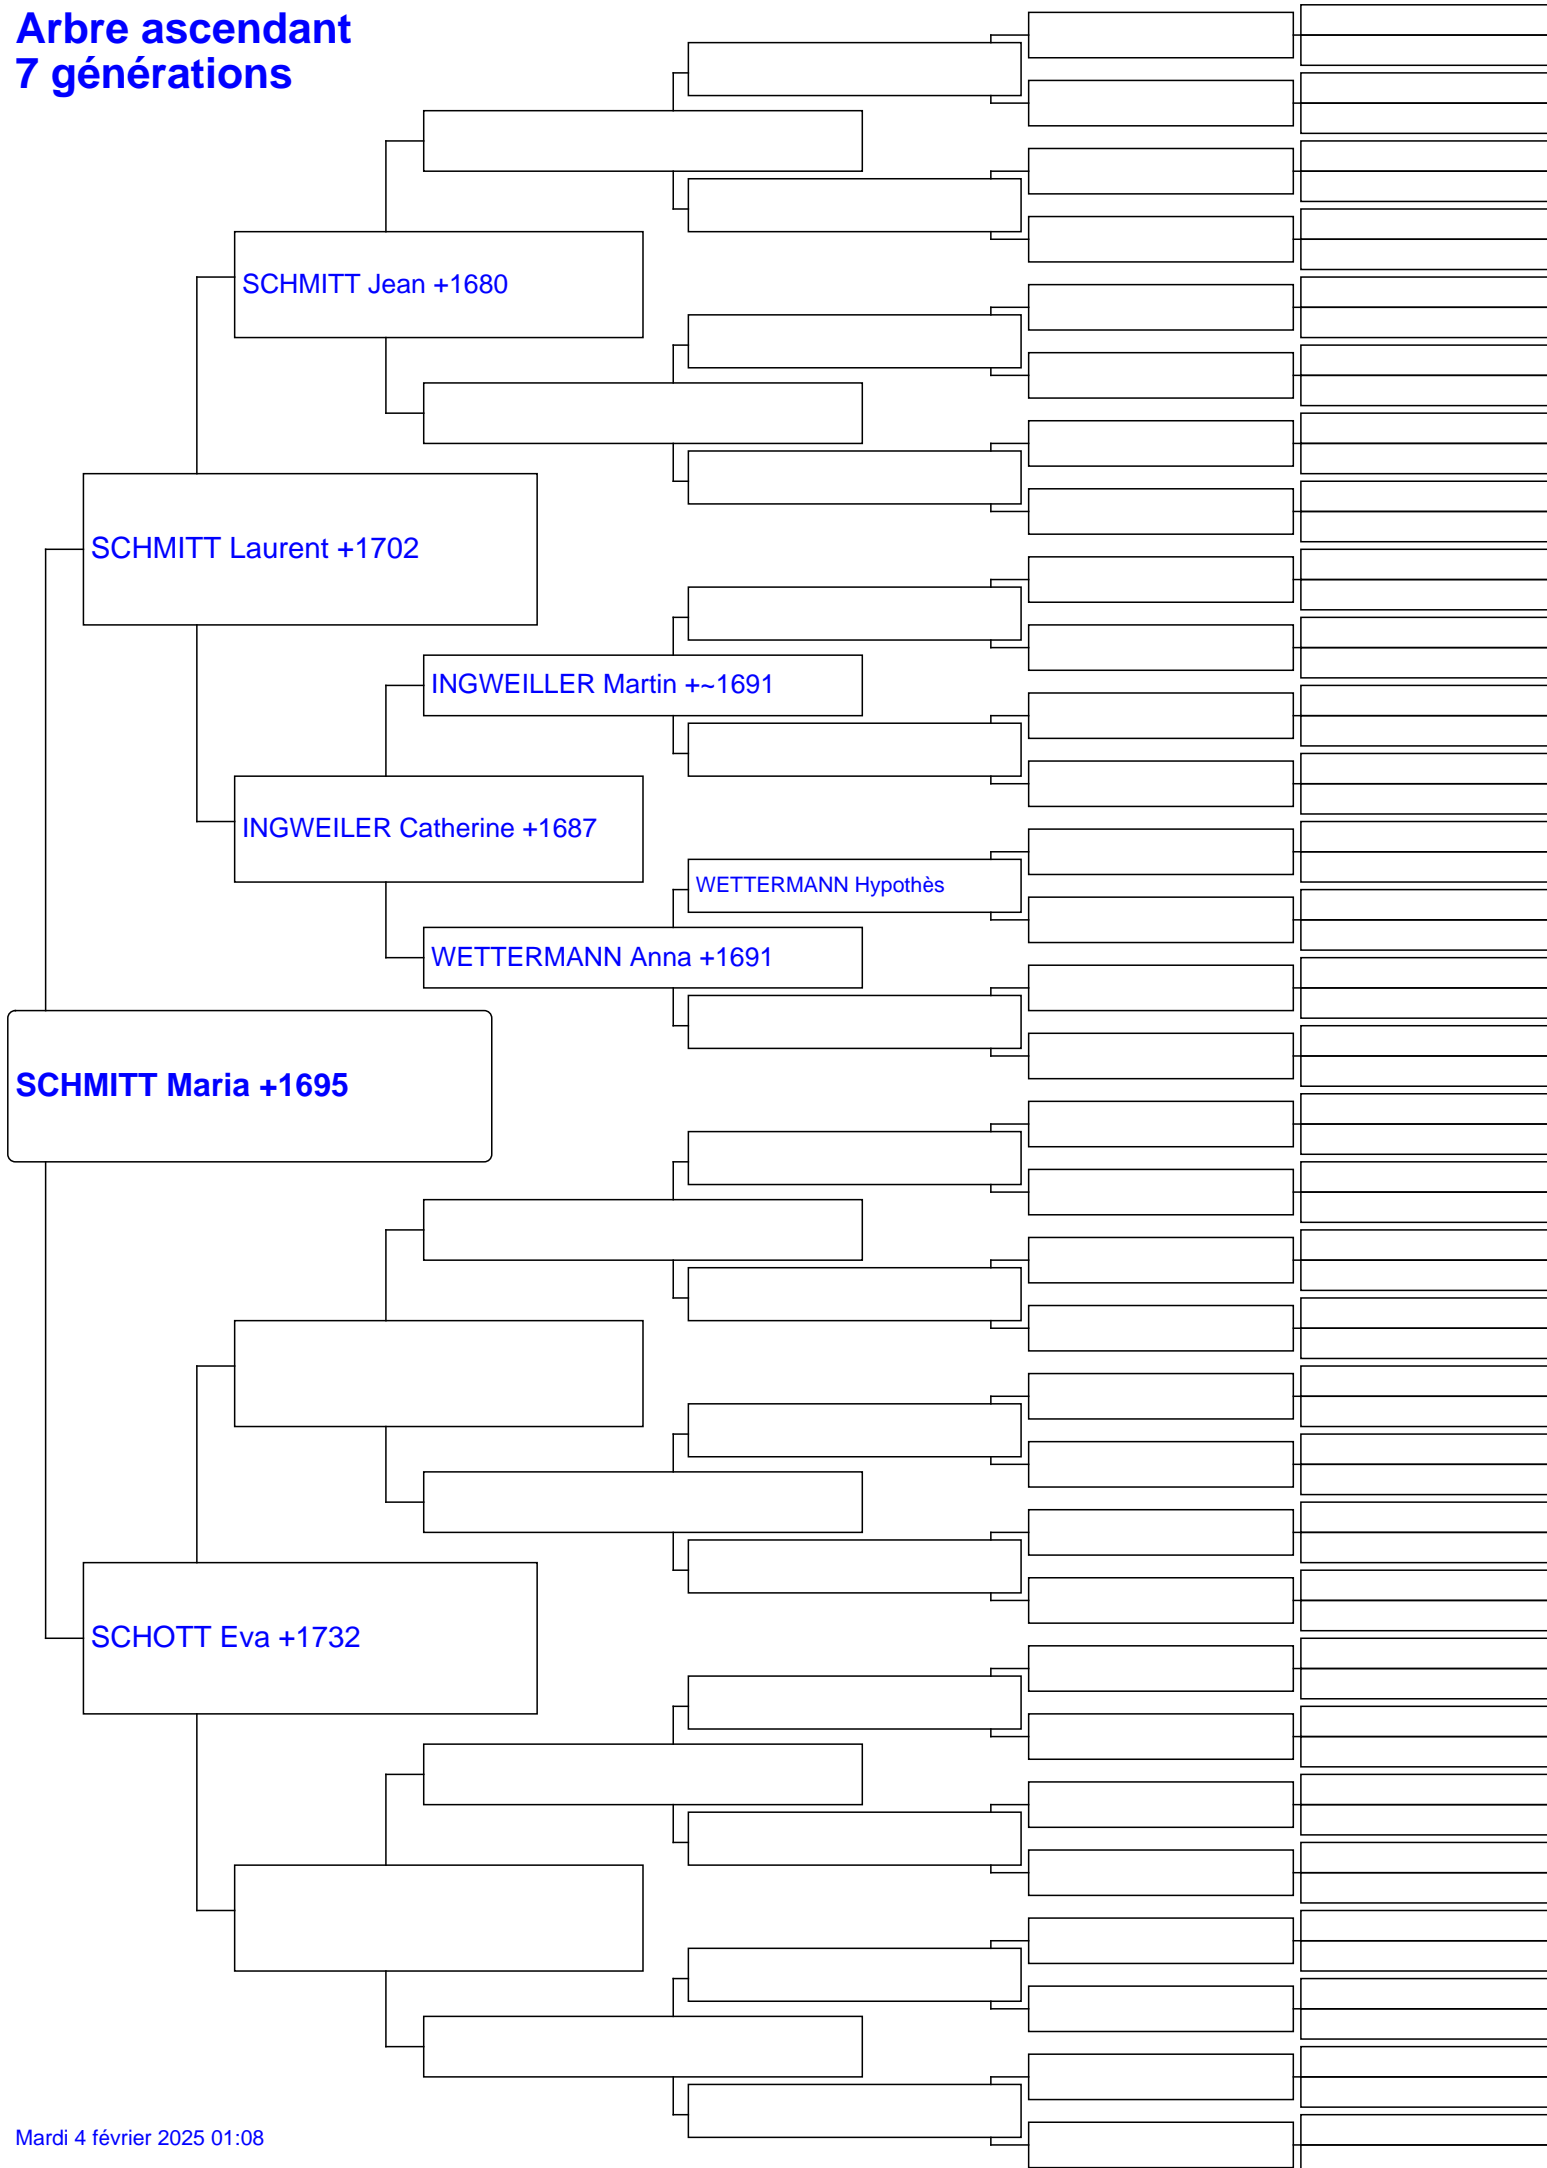 Arbre ascendant
7 générations
SCHMITT Jean +1680
SCHMITT Laurent +1702
INGWEILLER Martin +~1691
INGWEILER Catherine +1687
WETTERMANN Hypothès
WETTERMANN Anna +1691
SCHMITT Maria +1695
SCHOTT Eva +1732
Mardi 4 février 2025 01:08